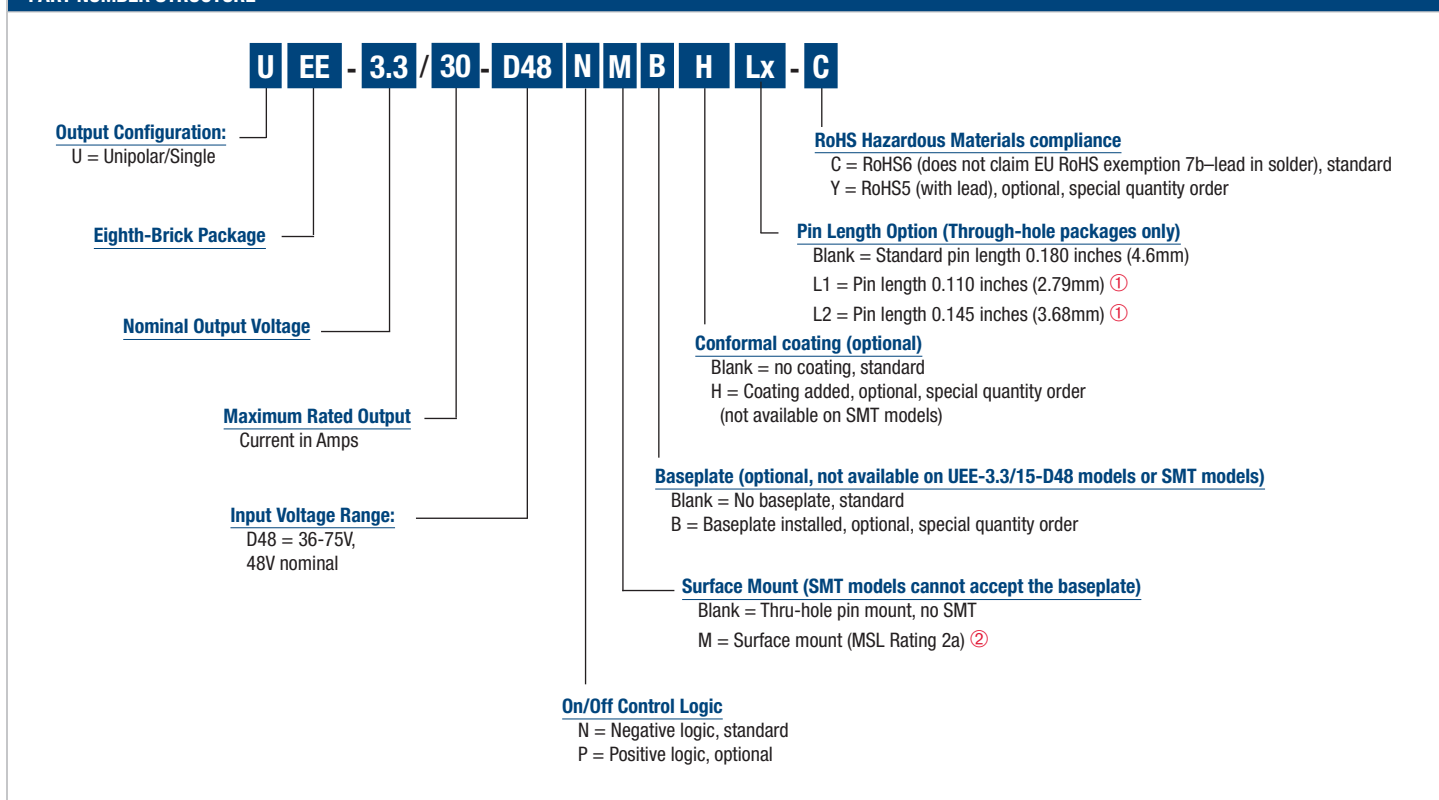 PART NUMBER STRUCTURE
U EE - 3.3 / 30 - D48 N M B H Lx - C
Output Configuration:
U = Unipolar/Single
Eighth-Brick Package
Nominal Output Voltage
Maximum Rated Output
Current in Amps
Input Voltage Range:
D48 = 36-75V,
48V nominal
RoHS Hazardous Materials compliance
C = RoHS6 (does not claim EU RoHS exemption 7b–lead in solder), standard
Y = RoHS5 (with lead), optional, special quantity order
Pin Length Option (Through-hole packages only)
Blank = Standard pin length 0.180 inches (4.6mm)
L1 = Pin length 0.110 inches (2.79mm) ①
L2 = Pin length 0.145 inches (3.68mm) ①
Conformal coating (optional)
Blank = no coating, standard
H = Coating added, optional, special quantity order
(not available on SMT models)
Baseplate (optional, not available on UEE-3.3/15-D48 models or SMT models)
Blank = No baseplate, standard
B = Baseplate installed, optional, special quantity order
Surface Mount (SMT models cannot accept the baseplate)
Blank = Thru-hole pin mount, no SMT
M = Surface mount (MSL Rating 2a) ②
On/Off Control Logic
N = Negative logic, standard
P = Positive logic, optional